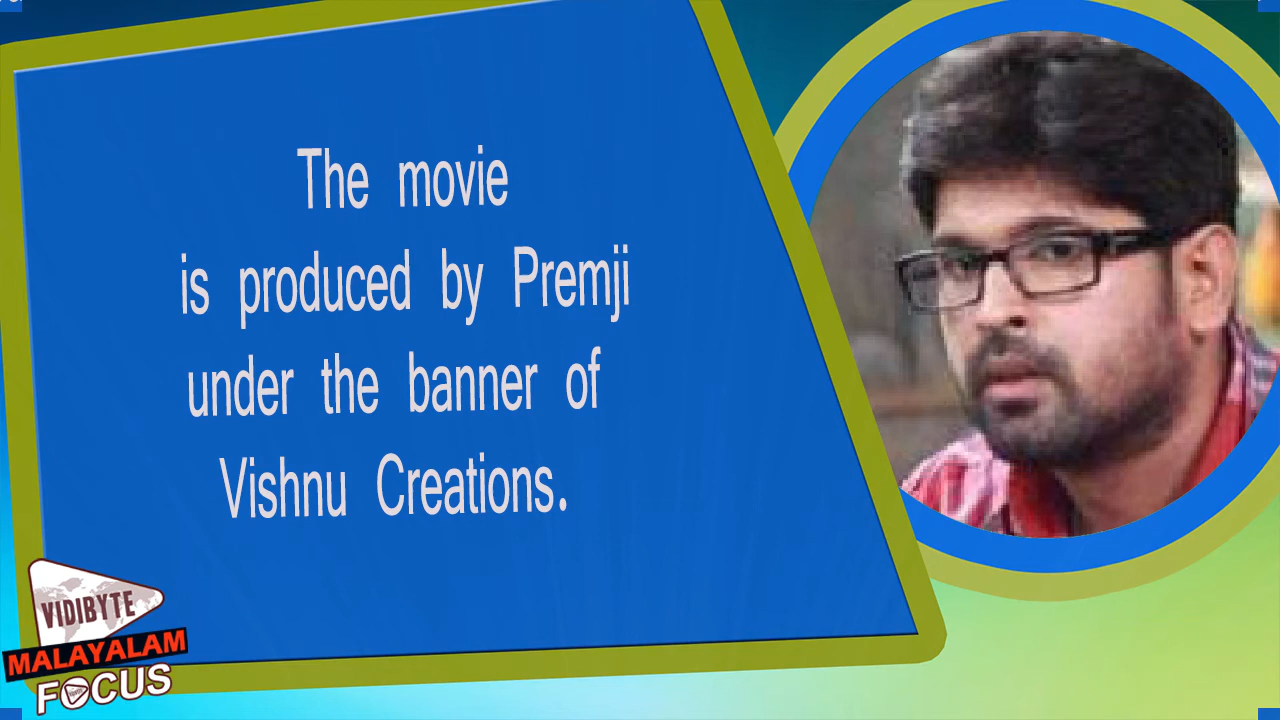 The movie
is produced by Premji
under the banner of
Vishnu Creations.
VIDIBYTE
MALAYALAM
FOCUS